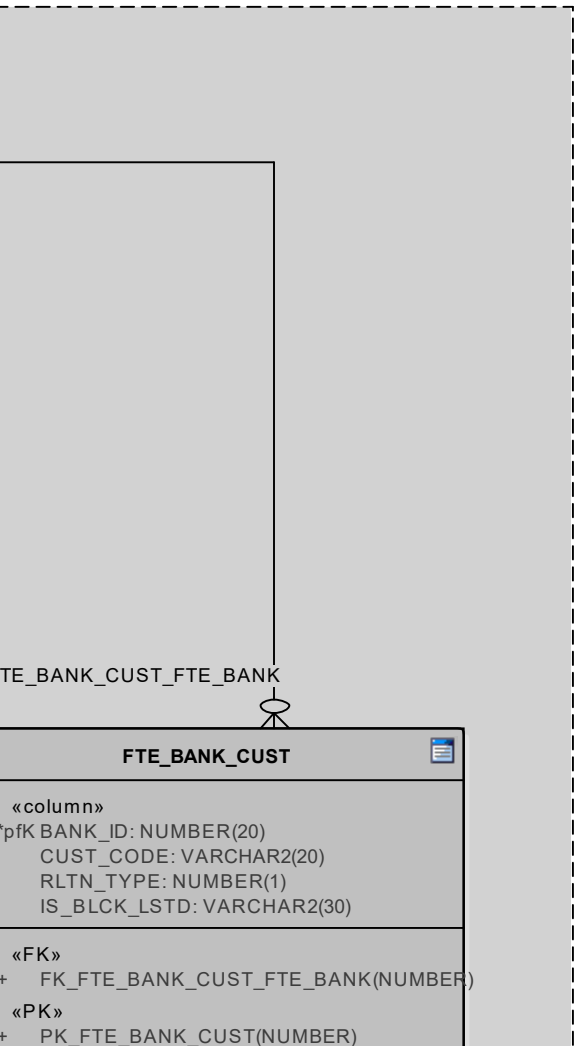 TE_BANK_CUST_FTE_BANK
FTE_BANK_CUST
«column»
*pfK BANK_ID: NUMBER(20)
CUST_CODE: VARCHAR2(20)
RLTN_TYPE: NUMBER(1)
IS_BLCK_LSTD: VARCHAR2(30)
«FK»
+ FK_FTE_BANK_CUST_FTE_BANK(NUMBER)
«PK»
+ PK_FTE_BANK_CUST(NUMBER)